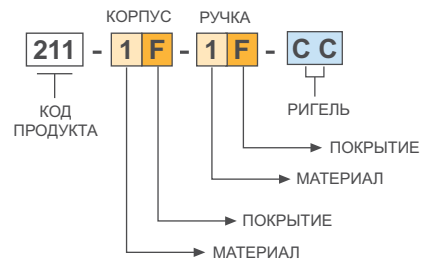 КОРПУС РУЧКА
211 - 1 F - 1 F - C C
КОД
ПРОДУКТА
РИГЕЛЬ
ПОКРЫТИЕ
МАТЕРИАЛ
ПОКРЫТИЕ
МАТЕРИАЛ